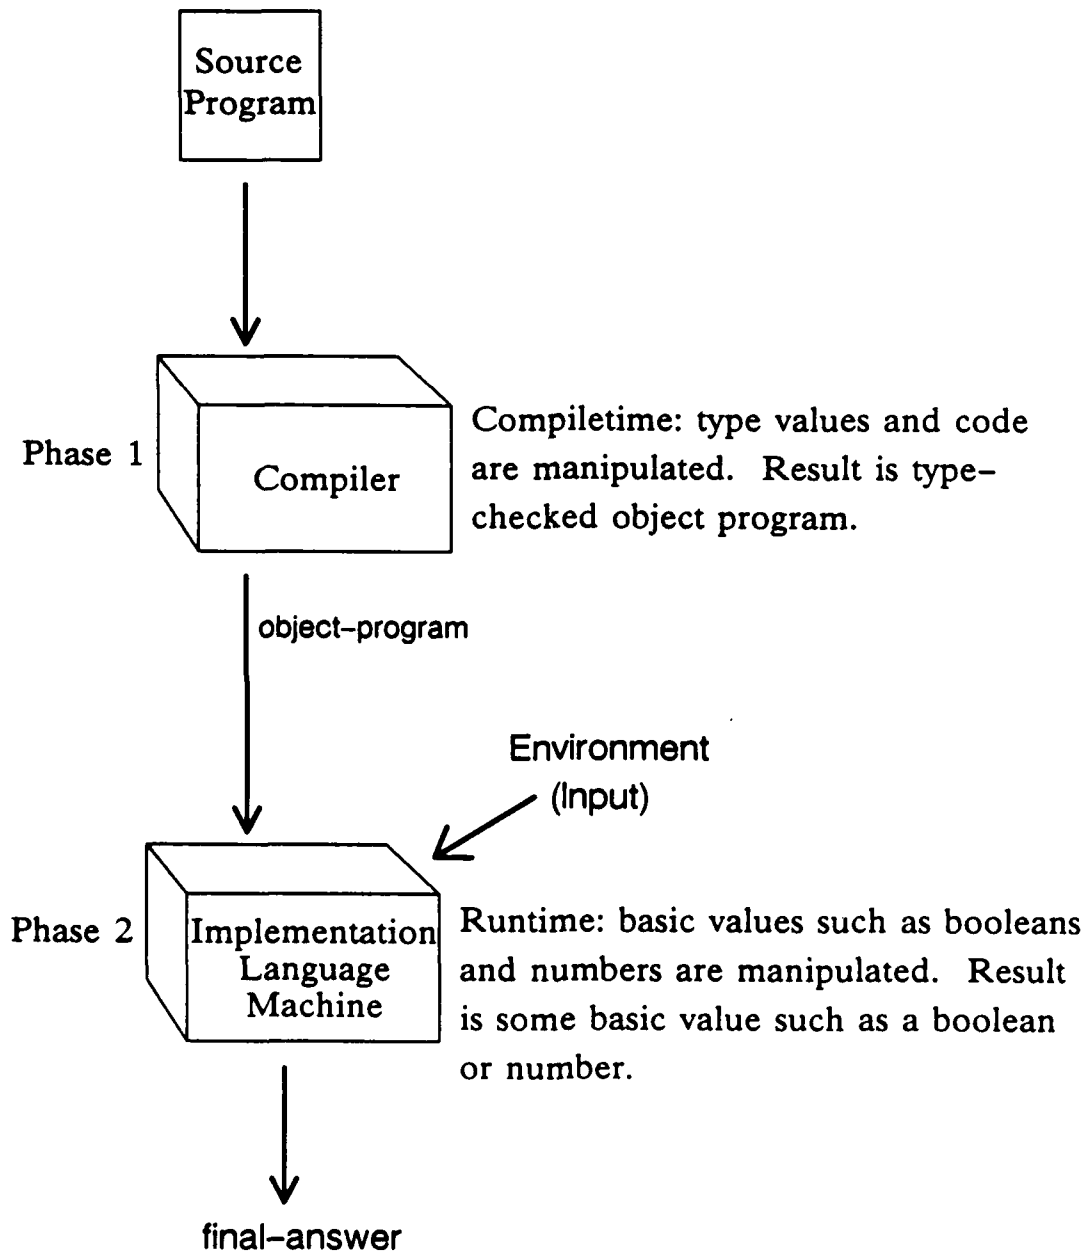 Source
Program
Phase 1
Compiler
Compiletime: type values and code
are manipulated. Result is type–
checked object program.
object–program
Environment
(Input)
Phase 2
Implementation
Language
Machine
Runtime: basic values such as booleans
and numbers are manipulated. Result
is some basic value such as a boolean
or number.
final–answer